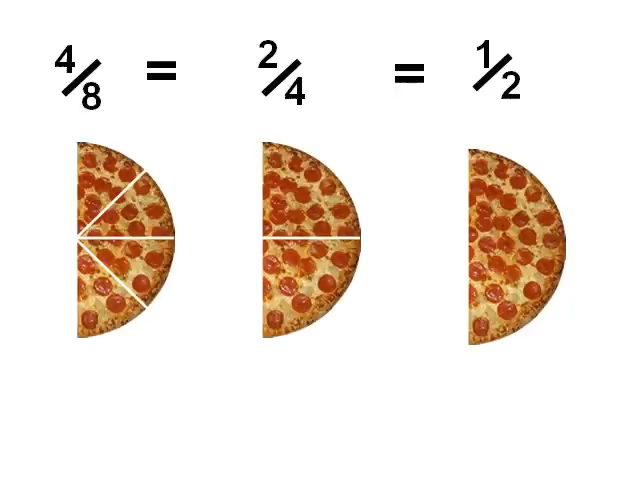 4/8 = 2/4 = 1/2